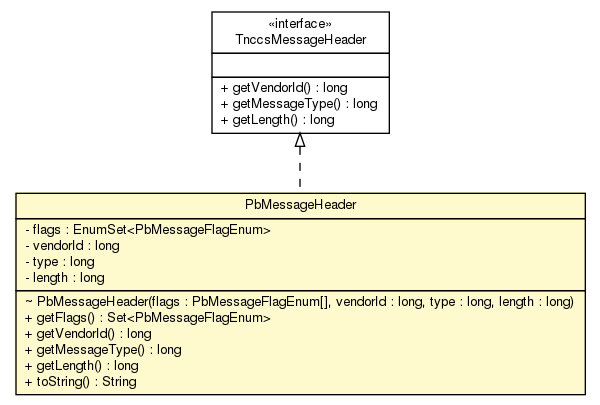 «interface»
TnccsMessageHeader
+ getVendorId() : long
+ getMessageType() : long
+ getLength() : long
PbMessageHeader
- flags : EnumSet<PbMessageFlagEnum>
- vendorId : long
- type : long
- length : long
~ PbMessageHeader(flags : PbMessageFlagEnum[], vendorId : long, type : long, length : long)
+ getFlags() : Set<PbMessageFlagEnum>
+ getVendorId() : long
+ getMessageType() : long
+ getLength() : long
+ toString() : String